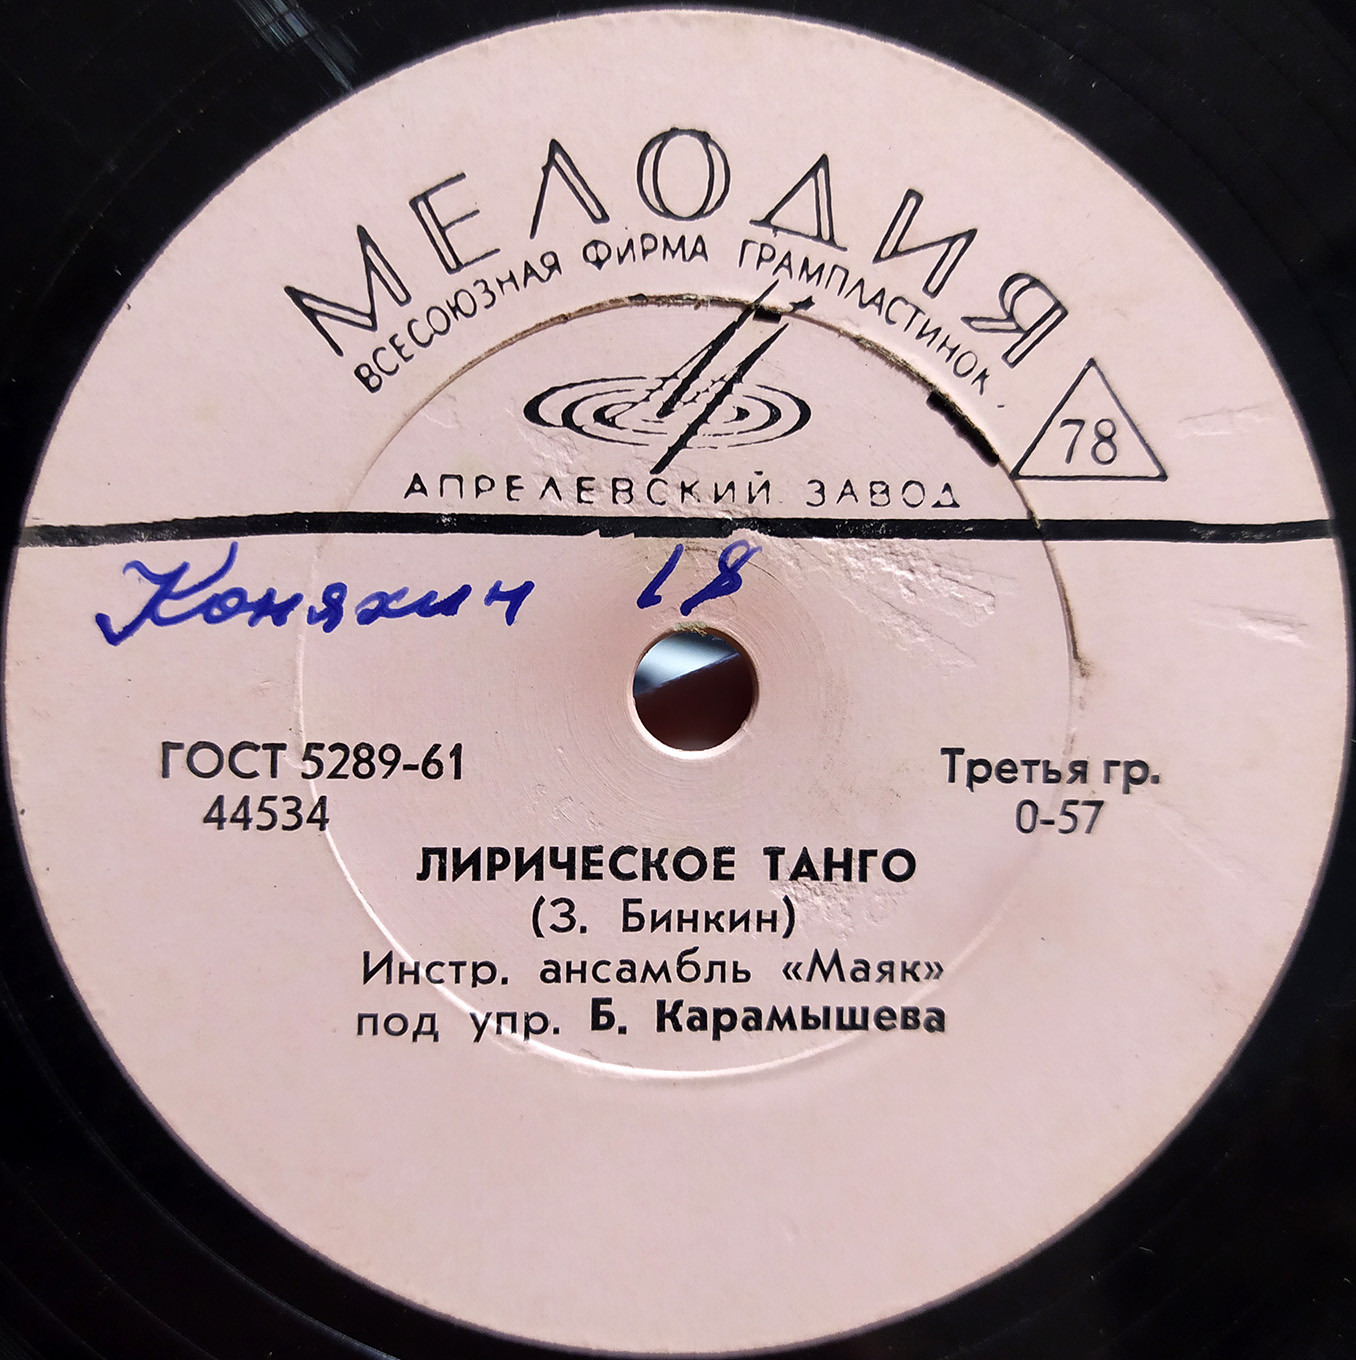 МЕЛОДИЯ
ВСЕСОЮЗНАЯ ФИРМА ГРАМПЛАСТИНОК
78
АПРЕЛЕВСКИЙ ЗАВОД
Коняхин 18
ГОСТ 5289-61
44534
Третья гр.
0-57
ЛИРИЧЕСКОЕ ТАНГО
(З. Бинкин)
Инстр. ансамбль «Маяк»
под упр. Б. Карамышева